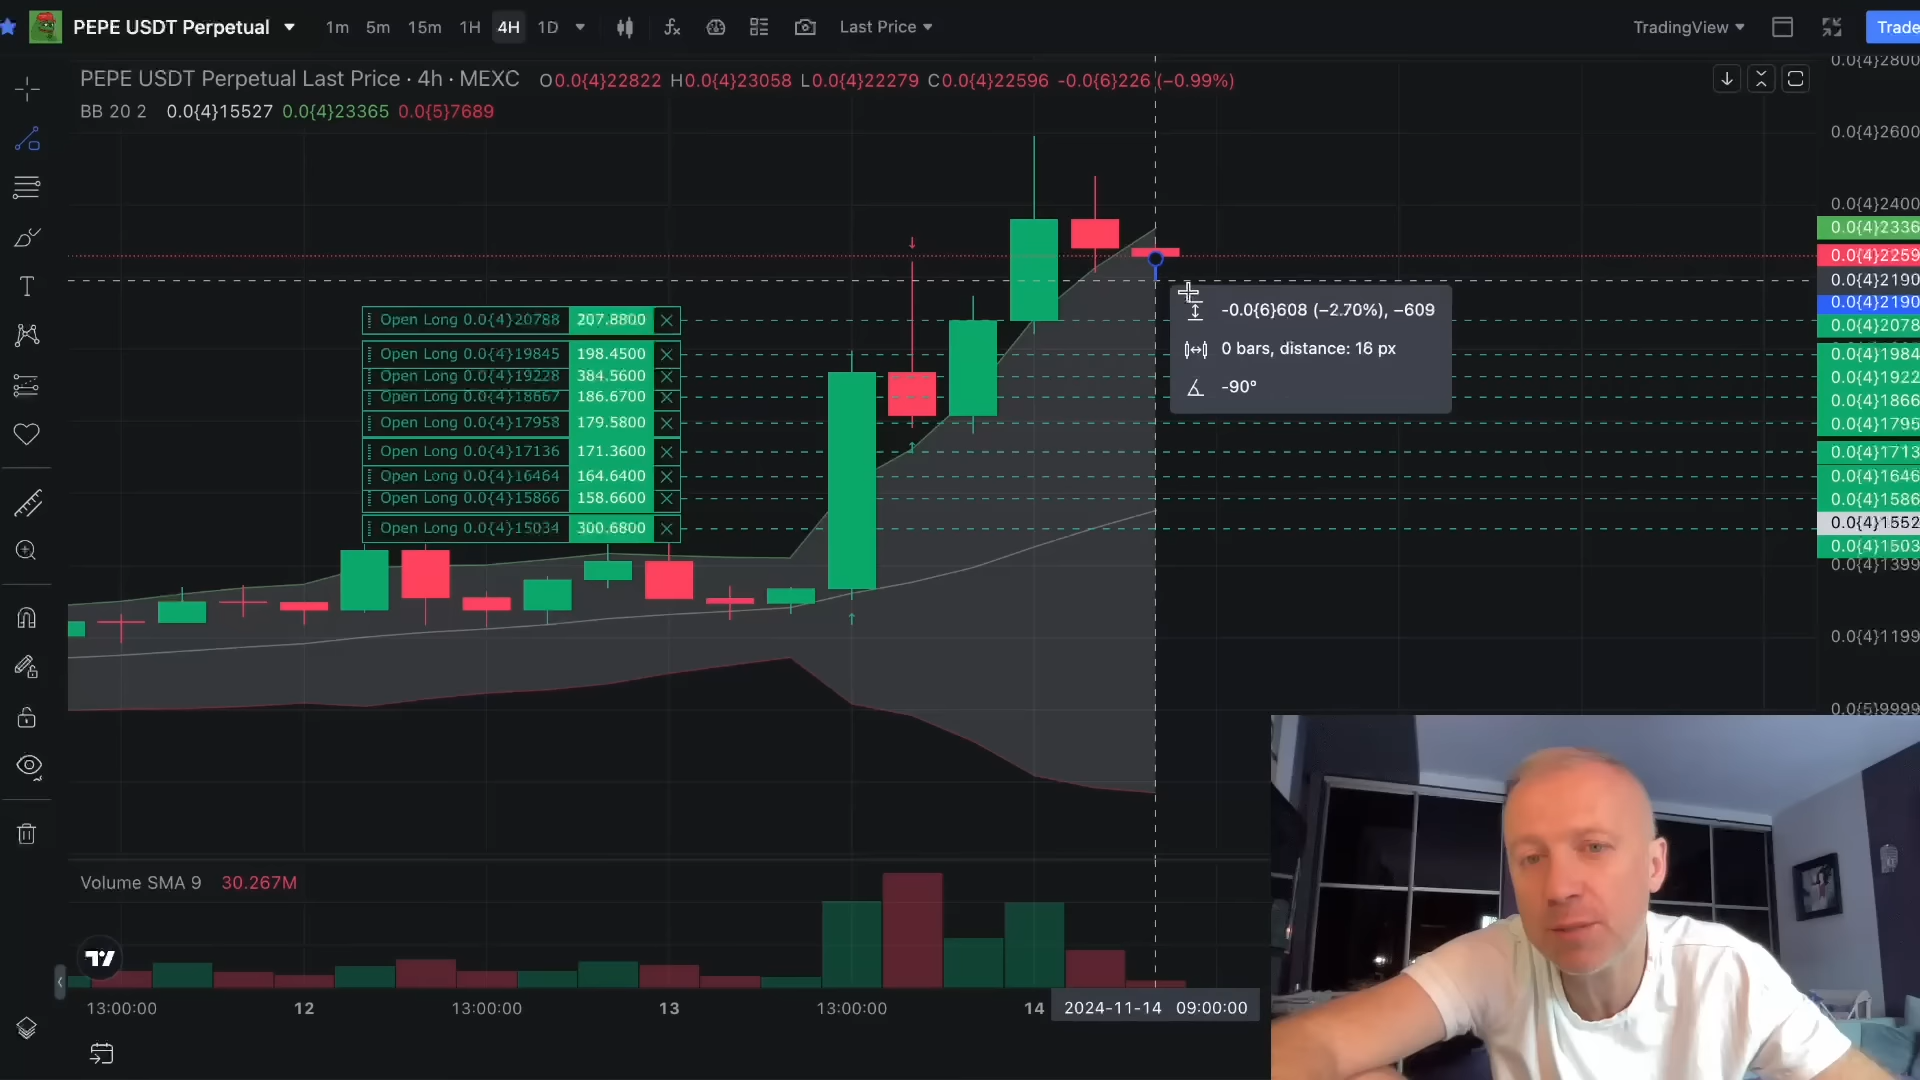 PEPE USDT Perpetual 1m 5m 15m 1H 4H 1D Last Price TradingView Trade
PEPE USDT Perpetual Last Price · 4h · MEXC O0.0{4}22822 H0.0{4}23058 L0.0{4}22279 C0.0{4}22596 -0.0{6}226 (−0.99%)
BB 20 2 0.0{4}15527 0.0{4}23365 0.0{5}7689
0.0{4}2800
0.0{4}2600
0.0{4}2400
0.0{4}2336
0.0{4}2259
0.0{4}2190
0.0{4}2190
0.0{4}2078
0.0{4}1984
0.0{4}1922
0.0{4}1866
0.0{4}1795
0.0{4}1713
0.0{4}1646
0.0{4}1586
0.0{4}1552
0.0{4}1503
0.0{4}1399
0.0{4}1199
0.0{5}9999
Open Long 0.0{4}20788 207.8800
Open Long 0.0{4}19845 198.4500
Open Long 0.0{4}19228 384.5600
Open Long 0.0{4}18667 186.6700
Open Long 0.0{4}17958 179.5800
Open Long 0.0{4}17136 171.3600
Open Long 0.0{4}16464 164.6400
Open Long 0.0{4}15866 158.6600
Open Long 0.0{4}15034 300.6800
-0.0{6}608 (−2.70%), −609
0 bars, distance: 16 px
-90°
Volume SMA 9 30.267M
13:00:00 12 13:00:00 13 13:00:00 14 2024-11-14 09:00:00